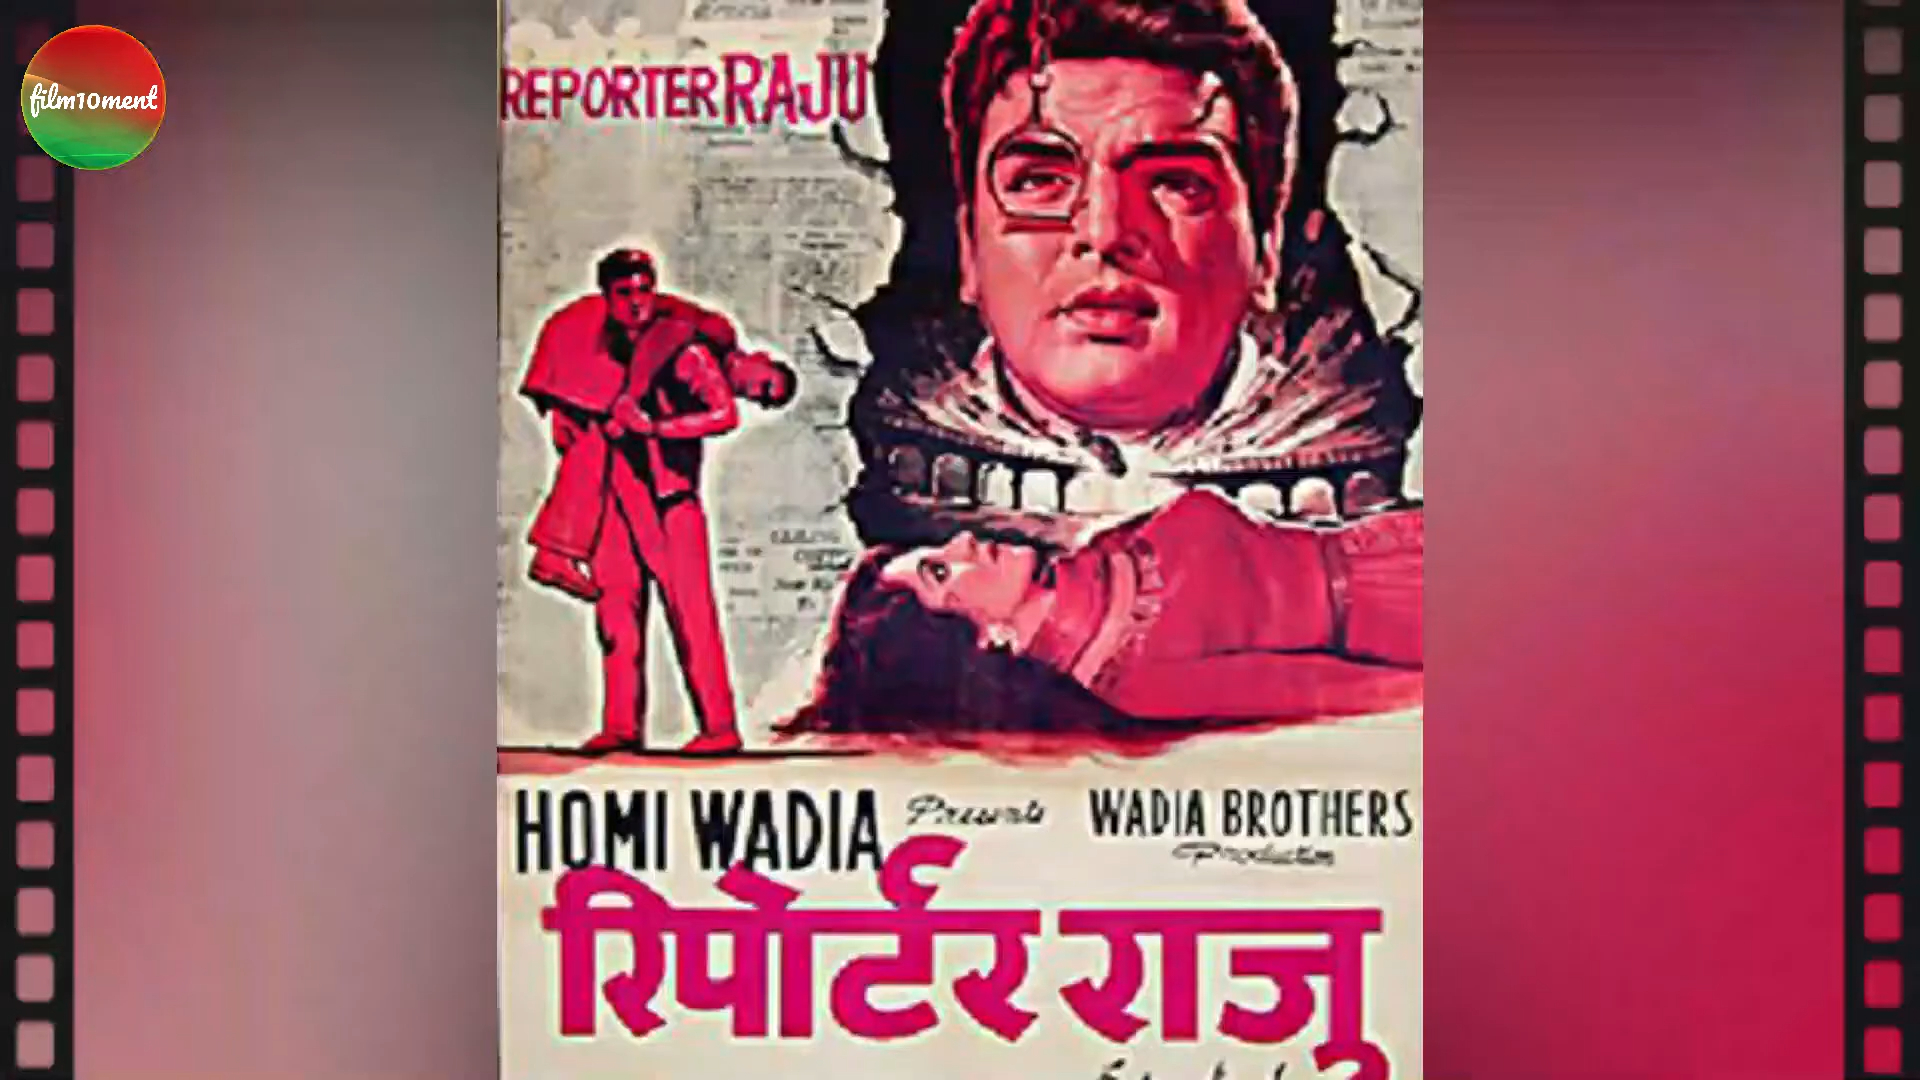 film10ment
REPORTER RAJU
HOMI WADIA Presents WADIA BROTHERS
Production
रिपोर्टर राजु